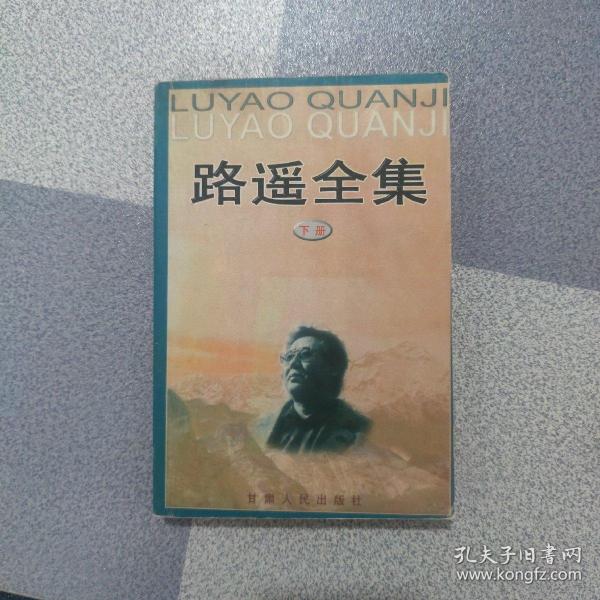 LUYAO QUANJI
LUYAO QUANJI
路遥全集
下册
甘肃人民出版社
孔夫子旧書网
www.kongfz.com